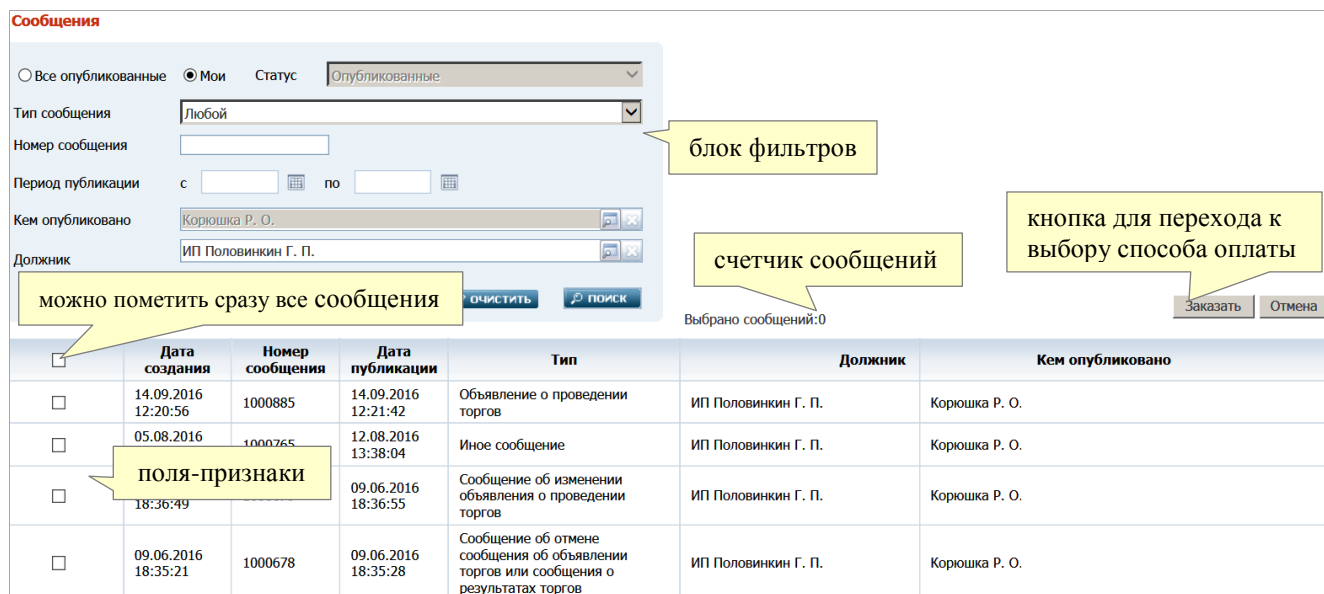 Сообщения
Все опубликованные Мои Статус Опубликованные
Тип сообщения Любой
Номер сообщения
блок фильтров
Период публикации с по
Кем опубликовано Корюшка Р. О.
кнопка для перехода к
выбору способа оплаты
Должник ИП Половинкин Г. П.
счетчик сообщений
можно пометить сразу все сообщения
ОЧИСТИТЬ ПОИСК
Выбрано сообщений:0
Заказать Отмена
Дата создания Номер сообщения Дата публикации Тип Должник Кем опубликовано
14.09.2016 12:20:56 1000885 14.09.2016 12:21:42 Объявление о проведении торгов ИП Половинкин Г. П. Корюшка Р. О.
05.08.2016 1000765 12.08.2016 13:38:04 Иное сообщение ИП Половинкин Г. П. Корюшка Р. О.
поля-признаки
18:36:49 09.06.2016 18:36:55 Сообщение об изменении объявления о проведении торгов ИП Половинкин Г. П. Корюшка Р. О.
09.06.2016 18:35:21 1000678 09.06.2016 18:35:28 Сообщение об отмене сообщения об объявлении торгов или сообщения о результатах торгов ИП Половинкин Г. П. Корюшка Р. О.